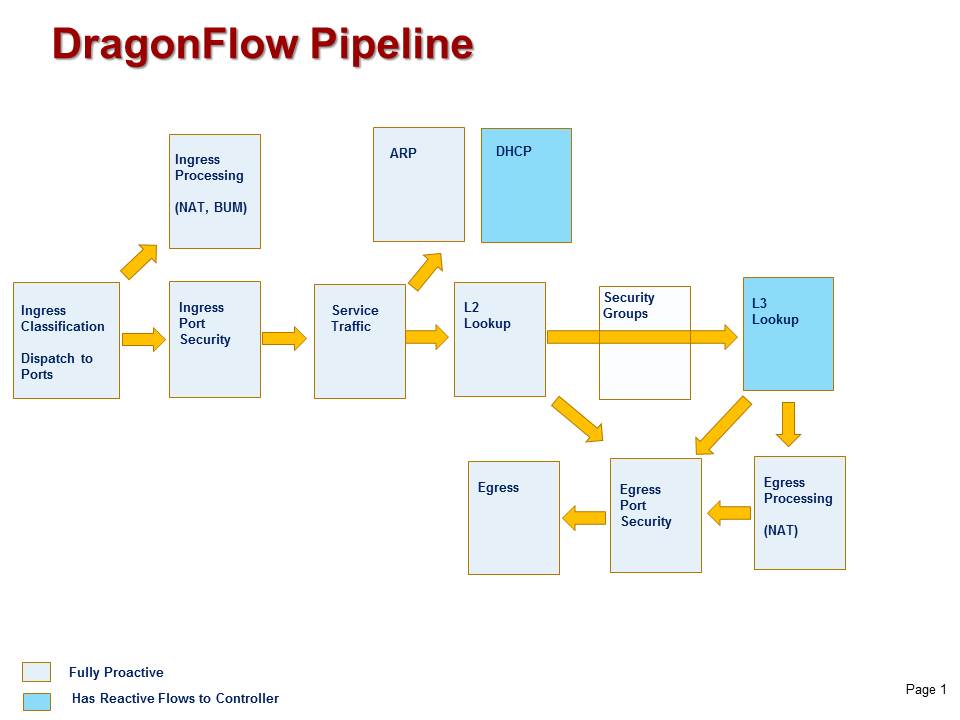 DragonFlow Pipeline
Ingress
Processing
(NAT, BUM)
ARP
DHCP
Ingress
Classification
Dispatch to
Ports
Ingress
Port
Security
Service
Traffic
L2
Lookup
Security
Groups
L3
Lookup
Egress
Egress
Port
Security
Egress
Processing
(NAT)
Fully Proactive
Has Reactive Flows to Controller
Page 1